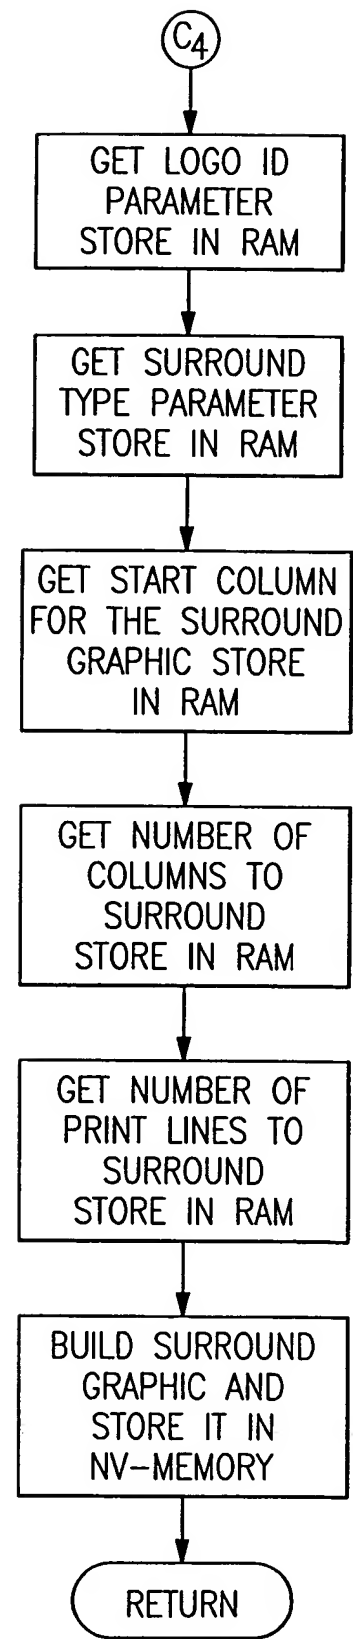 C4
GET LOGO ID
PARAMETER
STORE IN RAM
GET SURROUND
TYPE PARAMETER
STORE IN RAM
GET START COLUMN
FOR THE SURROUND
GRAPHIC STORE
IN RAM
GET NUMBER OF
COLUMNS TO
SURROUND
STORE IN RAM
GET NUMBER OF
PRINT LINES TO
SURROUND
STORE IN RAM
BUILD SURROUND
GRAPHIC AND
STORE IT IN
NV-MEMORY
RETURN